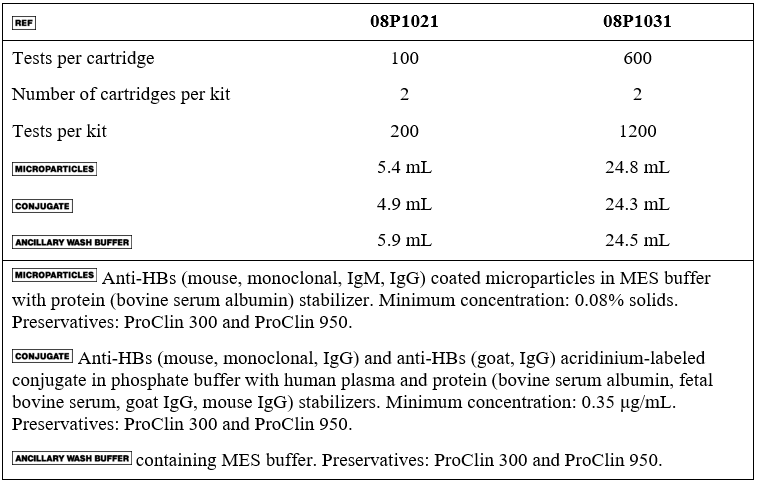 REF 08P1021 08P1031
Tests per cartridge 100 600
Number of cartridges per kit 2 2
Tests per kit 200 1200
MICROPARTICLES 5.4 mL 24.8 mL
CONJUGATE 4.9 mL 24.3 mL
ANCILLARY WASH BUFFER 5.9 mL 24.5 mL
MICROPARTICLES Anti-HBs (mouse, monoclonal, IgM, IgG) coated microparticles in MES buffer
with protein (bovine serum albumin) stabilizer. Minimum concentration: 0.08% solids.
Preservatives: ProClin 300 and ProClin 950.
CONJUGATE Anti-HBs (mouse, monoclonal, IgG) and anti-HBs (goat, IgG) acridinium-labeled
conjugate in phosphate buffer with human plasma and protein (bovine serum albumin, fetal
bovine serum, goat IgG, mouse IgG) stabilizers. Minimum concentration: 0.35 μg/mL.
Preservatives: ProClin 300 and ProClin 950.
ANCILLARY WASH BUFFER containing MES buffer. Preservatives: ProClin 300 and ProClin 950.